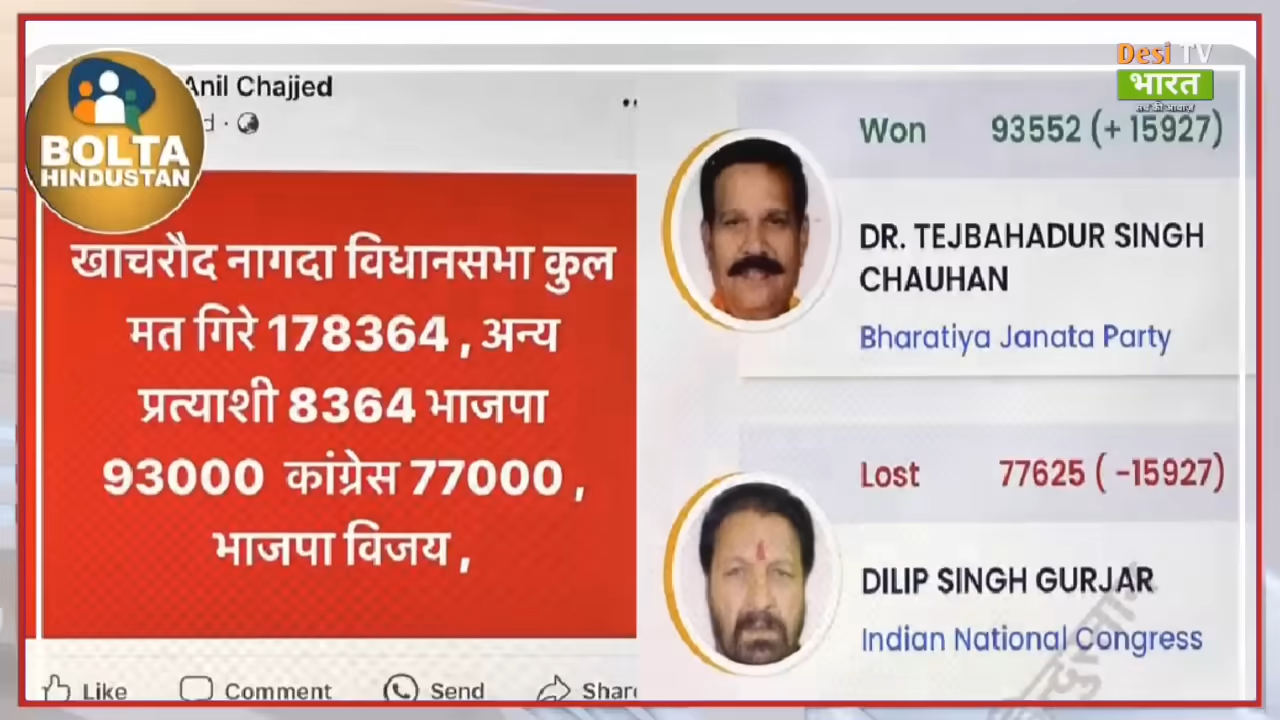 Desi TV
भारत
सच की आवाज़
BOLTA
HINDUSTAN
Anil Chajjed
d ·
खाचरौद नागदा विधानसभा कुल
मत गिरे 178364 , अन्य
प्रत्याशी 8364 भाजपा
93000 कांग्रेस 77000 ,
भाजपा विजय ,
Like Comment Send Share
Won 93552 (+ 15927)
DR. TEJBAHADUR SINGH
CHAUHAN
Bharatiya Janata Party
Lost 77625 ( -15927)
DILIP SINGH GURJAR
Indian National Congress